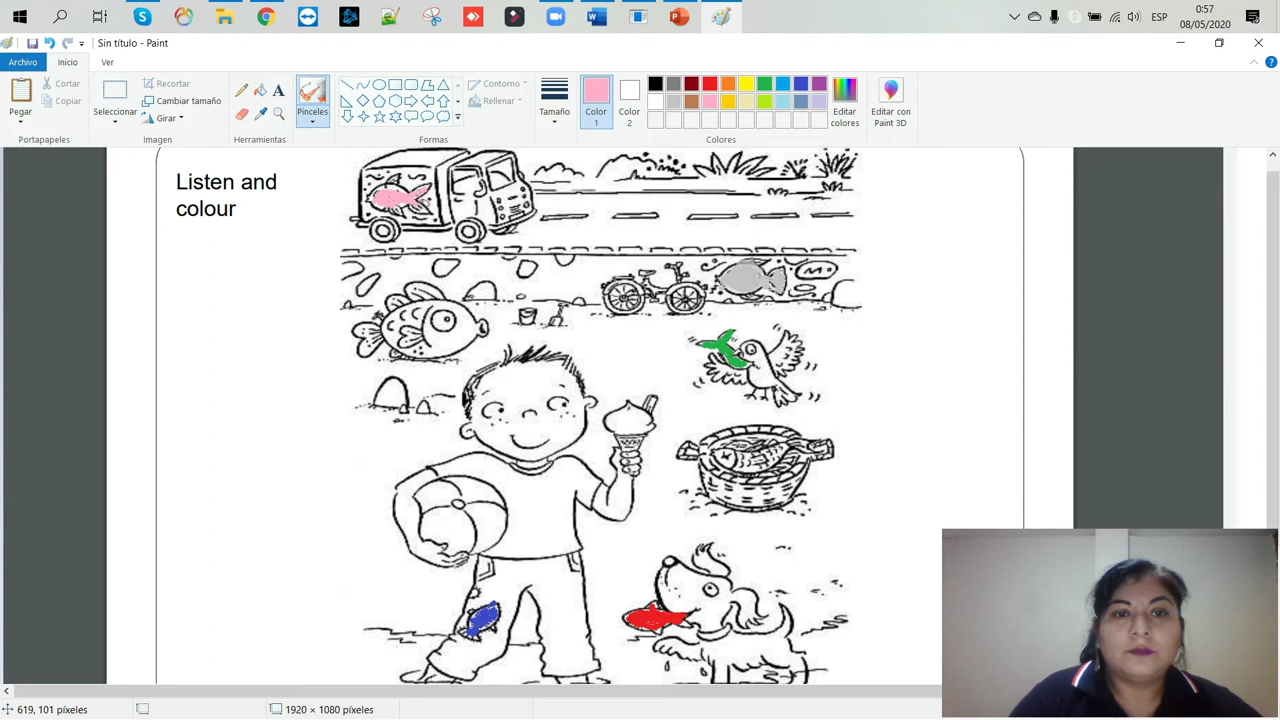 0:57
ESP
08/05/2020
Sin título - Paint
Archivo
Inicio
Ver
Pegar
Cortar
Copiar
Portapapeles
Seleccionar
Recortar
Cambiar tamaño
Girar
Imagen
Herramientas
Pinceles
Contorno
Rellenar
Formas
Tamaño
Color
1
Color
2
Editar
colores
Colores
Editar con
Paint 3D
Listen and
colour
619, 101 píxeles
1920 × 1080 píxeles